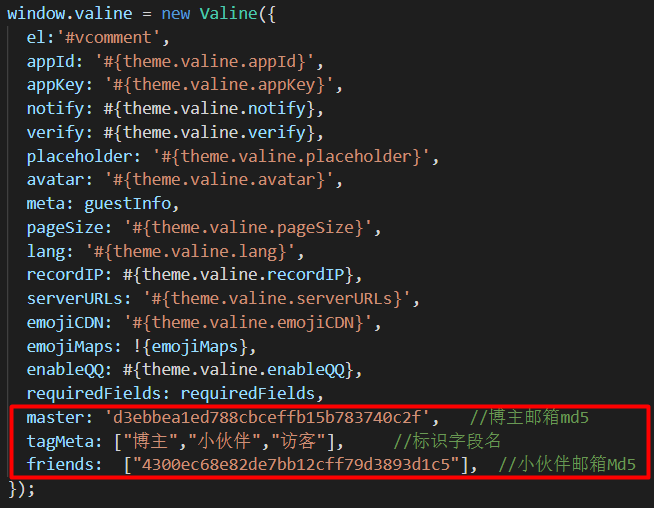 window.valine = new Valine({
el:'#vcomment',
appId: '#{theme.valine.appId}',
appKey: '#{theme.valine.appKey}',
notify: #{theme.valine.notify},
verify: #{theme.valine.verify},
placeholder: '#{theme.valine.placeholder}',
avatar: '#{theme.valine.avatar}',
meta: guestInfo,
pageSize: '#{theme.valine.pageSize}',
lang: '#{theme.valine.lang}',
recordIP: #{theme.valine.recordIP},
serverURLs: '#{theme.valine.serverURLs}',
emojiCDN: '#{theme.valine.emojiCDN}',
emojiMaps: !{emojiMaps},
enableQQ: #{theme.valine.enableQQ},
requiredFields: requiredFields,
master: 'd3ebbea1ed788cbceffb15b783740c2f', //博主邮箱md5
tagMeta: ["博主","小伙伴","访客"], //标识字段名
friends: ["4300ec68e82de7bb12cff79d3893d1c5"], //小伙伴邮箱Md5
});